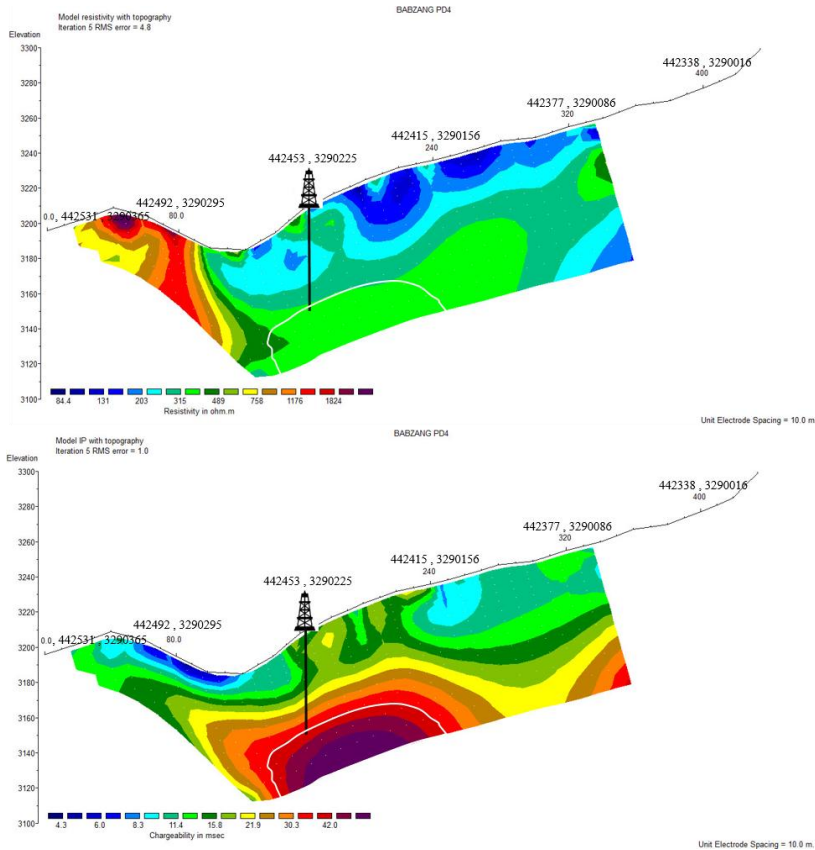 BABZANG PD4
Model resistivity with topography
Iteration 5 RMS error = 4.8
Elevation
3300
442338 , 3290016
400
3280
442377 , 3290086
320
3260
442415 , 3290156
240
3240
442453 , 3290225
3220
442492 , 3290295
80.0
0.0, 442531 , 3290365
3200
3180
3160
3140
3120
3100
84.4 131 203 315 489 758 1176 1824
Resistivity in ohm.m
Unit Electrode Spacing = 10.0 m
BABZANG PD4
Model IP with topography
Iteration 5 RMS error = 1.0
Elevation
3300
442338 , 3290016
400
3280
442377 , 3290086
320
3260
442415 , 3290156
240
3240
442453 , 3290225
3220
442492 , 3290295
80.0
0.0, 442531 , 3290365
3200
3180
3160
3140
3120
3100
4.3 6.0 8.3 11.4 15.8 21.9 30.3 42.0
Chargeability in msec
Unit Electrode Spacing = 10.0 m.